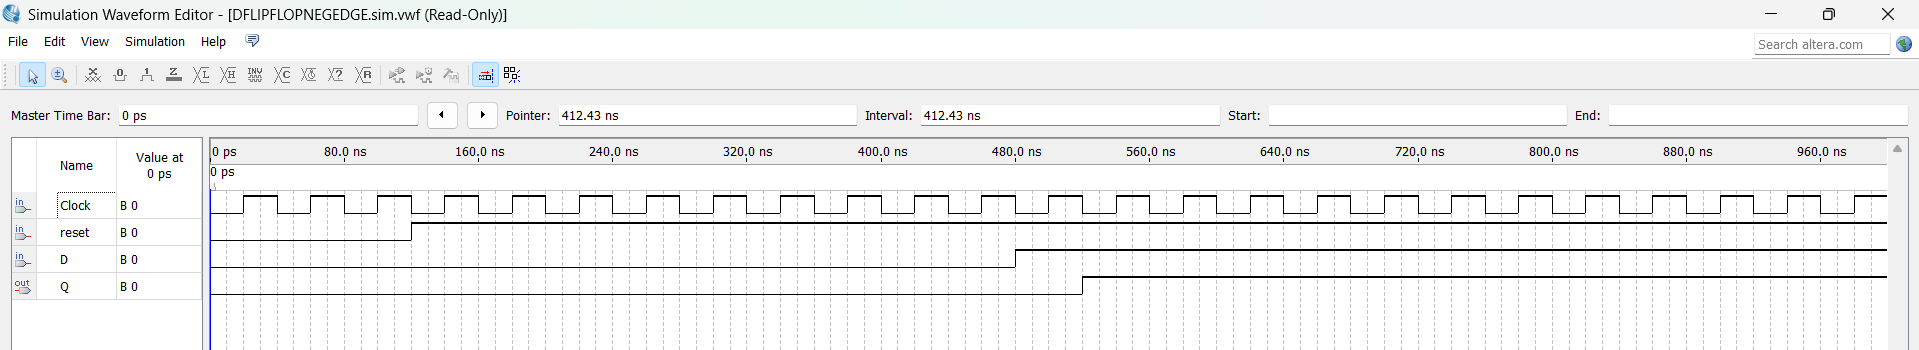 Simulation Waveform Editor - [DFLIPFLOPNEGEDGE.sim.vwf (Read-Only)]
File Edit View Simulation Help
Search altera.com
Master Time Bar: 0 ps Pointer: 412.43 ns Interval: 412.43 ns Start: End:
Name Value at 0 ps
0 ps 80.0 ns 160.0 ns 240.0 ns 320.0 ns 400.0 ns 480.0 ns 560.0 ns 640.0 ns 720.0 ns 800.0 ns 880.0 ns 960.0 ns
0 ps
in Clock B 0
in reset B 0
in D B 0
out Q B 0